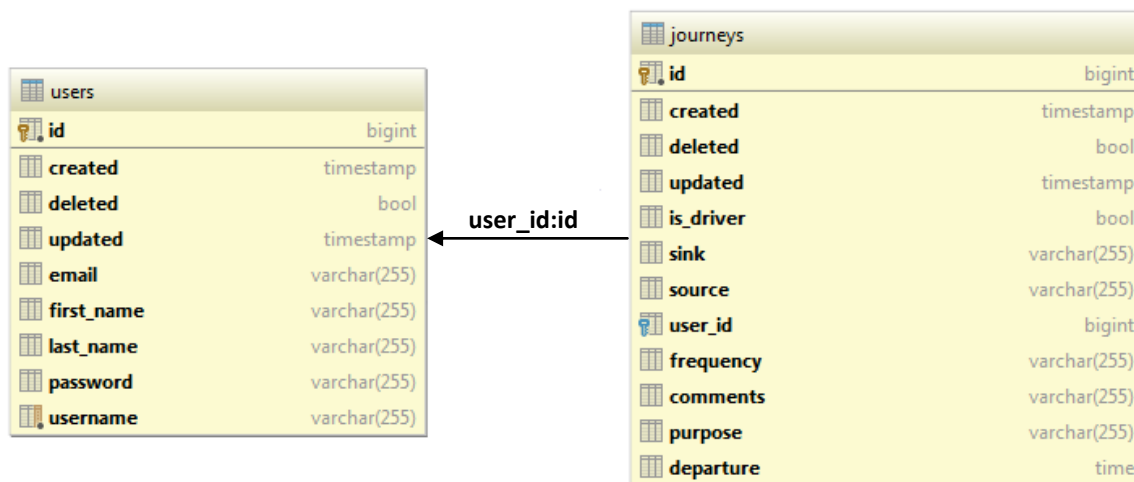 users
id bigint
created timestamp
deleted bool
updated timestamp
email varchar(255)
first_name varchar(255)
last_name varchar(255)
password varchar(255)
username varchar(255)
user_id:id
journeys
id bigint
created timestamp
deleted bool
updated timestamp
is_driver bool
sink varchar(255)
source varchar(255)
user_id bigint
frequency varchar(255)
comments varchar(255)
purpose varchar(255)
departure time